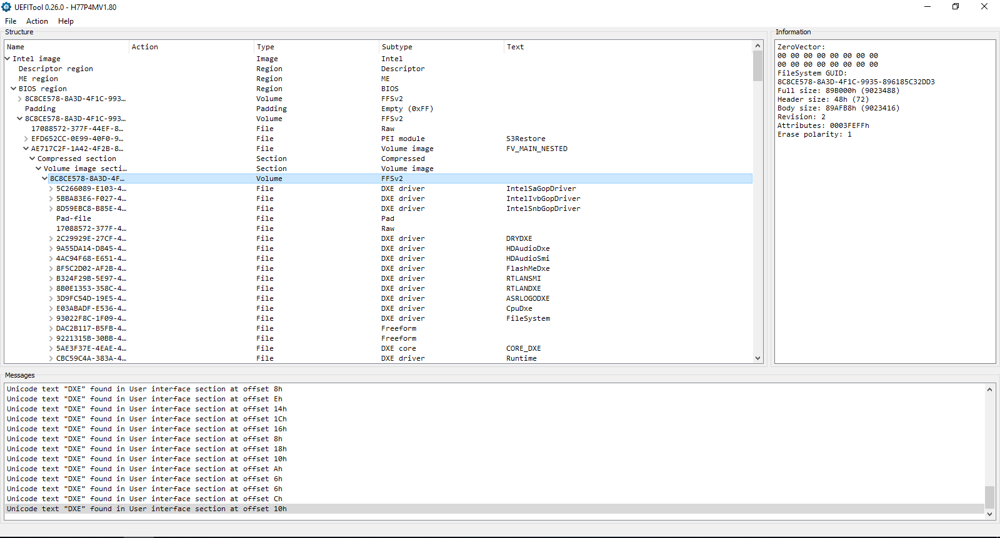 UEFITool 0.26.0 - H77P4MV1.80
File Action Help
Structure
Name Action Type Subtype Text
Intel image Image Intel
Descriptor region Region Descriptor
ME region Region ME
BIOS region Region BIOS
8C8CE578-8A3D-4F1C-993... Volume FFSv2
Padding Padding Empty (0xFF)
8C8CE578-8A3D-4F1C-993... Volume FFSv2
17088572-377F-44EF-8... File Raw
EFD652CC-0E99-40F0-9... File PEI module S3Restore
AE717C2F-1A42-4F2B-8... File Volume image FV_MAIN_NESTED
Compressed section Section Compressed
Volume image secti... Section Volume image
8C8CE578-8A3D-4F... Volume FFSv2
5C266089-E103-4... File DXE driver IntelSaGopDriver
5BBA83E6-F027-4... File DXE driver IntelIvbGopDriver
8D59EBC8-B85E-4... File DXE driver IntelSnbGopDriver
Pad-file File Pad
17088572-377F-4... File Raw
2C29929E-27CF-4... File DXE driver DRYDXE
9A55DA14-D845-4... File DXE driver HDAudioDxe
4AC94F68-E651-4... File DXE driver HDAudioSmi
8F5C2D02-AF2B-4... File DXE driver FlashMeDxe
B324F29B-5E97-4... File DXE driver RTLANSMI
8B0E1353-358C-4... File DXE driver RTLANDXE
3D9FC54D-19E5-4... File DXE driver ASRLOGODXE
E03ABADF-E536-4... File DXE driver CpuDxe
93022F8C-1F09-4... File DXE driver FileSystem
DAC2B117-B5FB-4... File Freeform
9221315B-30BB-4... File Freeform
5AE3F37E-4EAE-4... File DXE core CORE_DXE
CBC59C4A-383A-4... File DXE driver Runtime
Information
ZeroVector:
00 00 00 00 00 00 00 00
00 00 00 00 00 00 00 00
FileSystem GUID:
8C8CE578-8A3D-4F1C-9935-896185C32DD3
Full size: 89B000h (9023488)
Header size: 48h (72)
Body size: 89AFB8h (9023416)
Revision: 2
Attributes: 0003FEFFh
Erase polarity: 1
Messages
Unicode text "DXE" found in User interface section at offset 8h
Unicode text "DXE" found in User interface section at offset Eh
Unicode text "DXE" found in User interface section at offset 14h
Unicode text "DXE" found in User interface section at offset 1Ch
Unicode text "DXE" found in User interface section at offset 16h
Unicode text "DXE" found in User interface section at offset 8h
Unicode text "DXE" found in User interface section at offset 18h
Unicode text "DXE" found in User interface section at offset 10h
Unicode text "DXE" found in User interface section at offset Ah
Unicode text "DXE" found in User interface section at offset 6h
Unicode text "DXE" found in User interface section at offset 6h
Unicode text "DXE" found in User interface section at offset Ch
Unicode text "DXE" found in User interface section at offset 10h